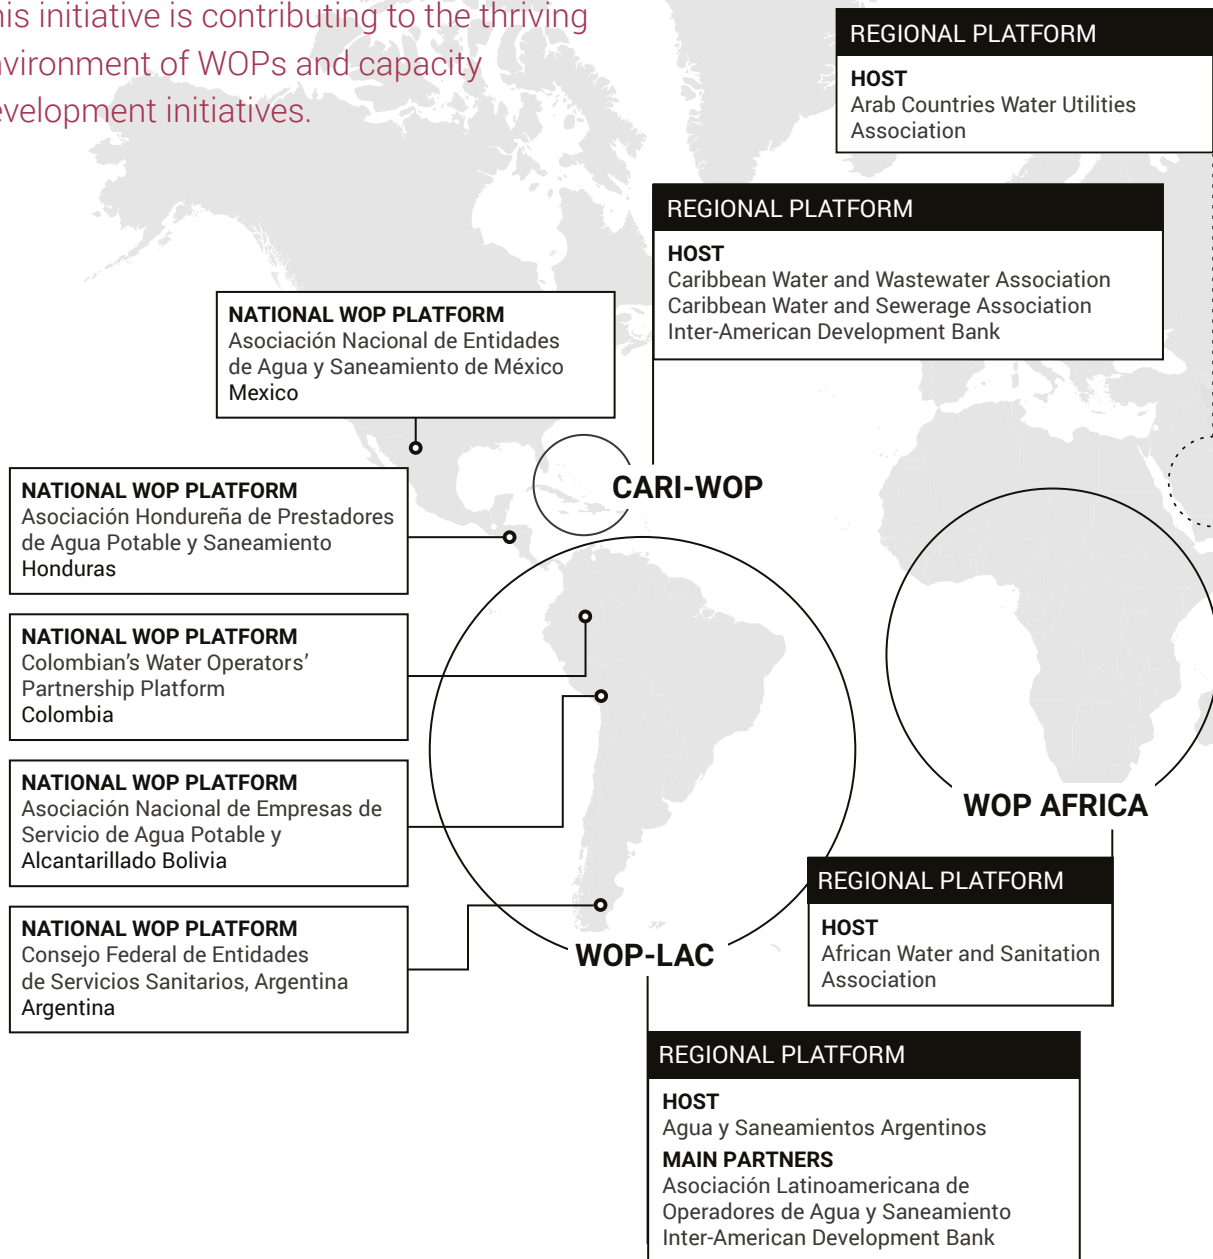 his initiative is contributing to the thriving
nvironment of WOPs and capacity
evelopment initiatives.
REGIONAL PLATFORM
HOST
Arab Countries Water Utilities
Association
REGIONAL PLATFORM
HOST
Caribbean Water and Wastewater Association
Caribbean Water and Sewerage Association
Inter-American Development Bank
NATIONAL WOP PLATFORM
Asociación Nacional de Entidades
de Agua y Saneamiento de México
Mexico
CARI-WOP
NATIONAL WOP PLATFORM
Asociación Hondureña de Prestadores
de Agua Potable y Saneamiento
Honduras
NATIONAL WOP PLATFORM
Colombian's Water Operators'
Partnership Platform
Colombia
NATIONAL WOP PLATFORM
Asociación Nacional de Empresas de
Servicio de Agua Potable y
Alcantarillado Bolivia
NATIONAL WOP PLATFORM
Consejo Federal de Entidades
de Servicios Sanitarios, Argentina
Argentina
WOP AFRICA
REGIONAL PLATFORM
HOST
African Water and Sanitation
Association
WOP-LAC
REGIONAL PLATFORM
HOST
Agua y Saneamientos Argentinos
MAIN PARTNERS
Asociación Latinoamericana de
Operadores de Agua y Saneamiento
Inter-American Development Bank